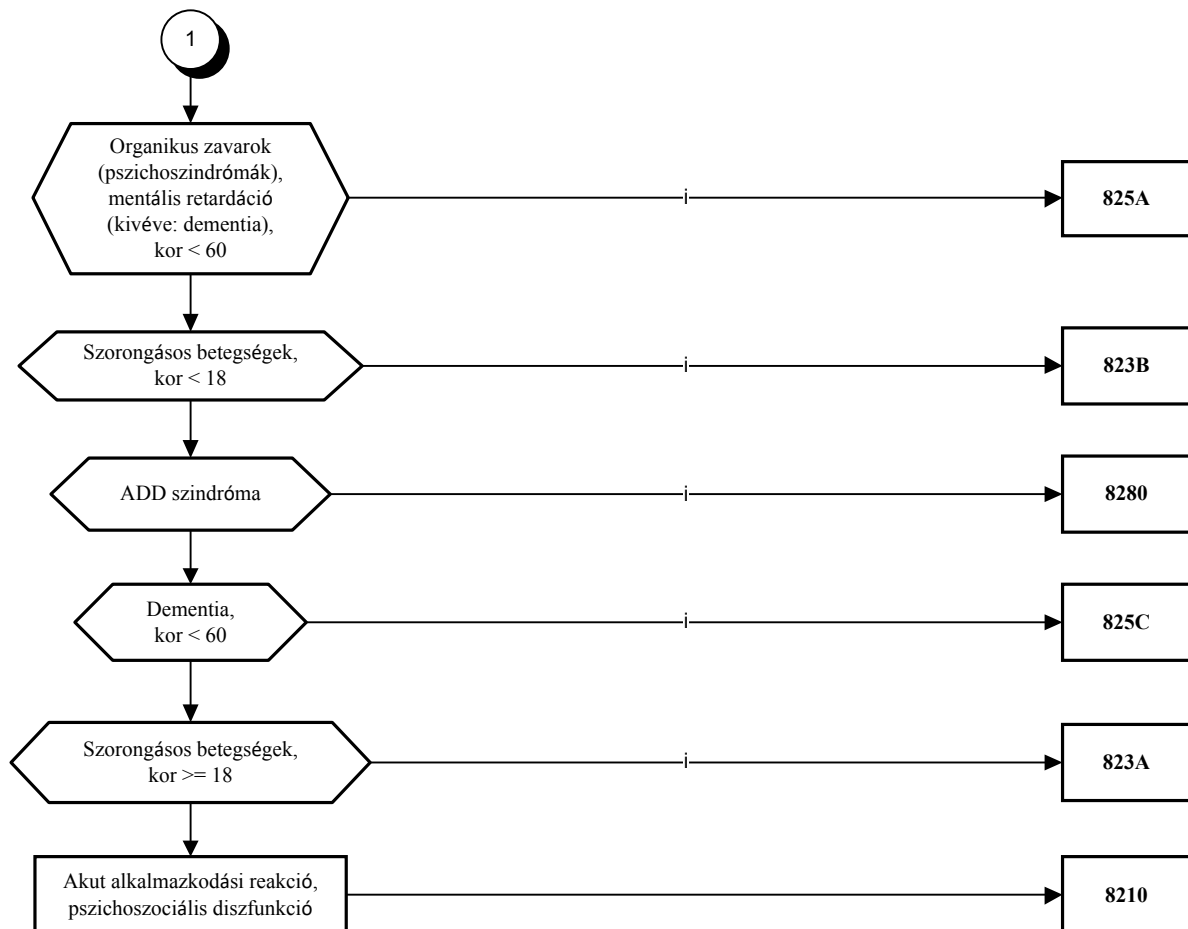 1
Organikus zavarok
(pszichoszindrómák),
mentális retardáció
(kivéve: dementia),
kor < 60
i
825A
Szorongásos betegségek,
kor < 18
i
823B
ADD szindróma
i
8280
Dementia,
kor < 60
i
825C
Szorongásos betegségek,
kor >= 18
i
823A
Akut alkalmazkodási reakció,
pszichoszociális diszfunkció
8210